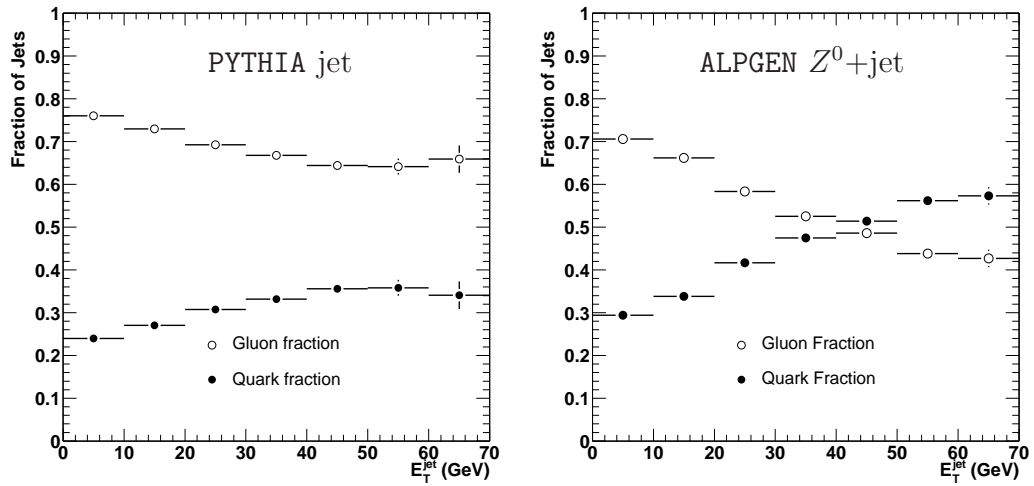 Fraction of Jets
1
0.9
0.8
0.7
0.6
0.5
0.4
0.3
0.2
0.1
0
PYTHIA jet
Gluon fraction
Quark fraction
0 10 20 30 40 50 60 70
E_T^jet (GeV)
Fraction of Jets
1
0.9
0.8
0.7
0.6
0.5
0.4
0.3
0.2
0.1
0
ALPGEN Z⁰+jet
Gluon Fraction
Quark Fraction
0 10 20 30 40 50 60 70
E_T^jet (GeV)